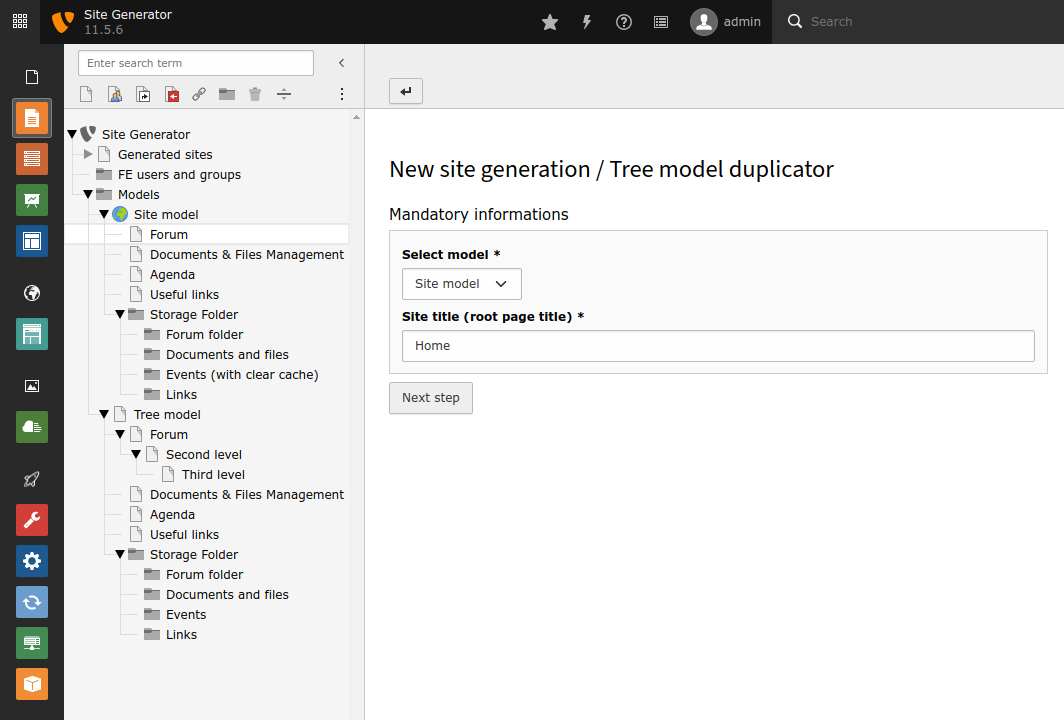 Site Generator
11.5.6
admin
Search
Enter search term
Site Generator
Generated sites
FE users and groups
Models
Site model
Forum
Documents & Files Management
Agenda
Useful links
Storage Folder
Forum folder
Documents and files
Events (with clear cache)
Links
Tree model
Forum
Second level
Third level
Documents & Files Management
Agenda
Useful links
Storage Folder
Forum folder
Documents and files
Events
Links
New site generation / Tree model duplicator
Mandatory informations
Select model *
Site model
Site title (root page title) *
Home
Next step